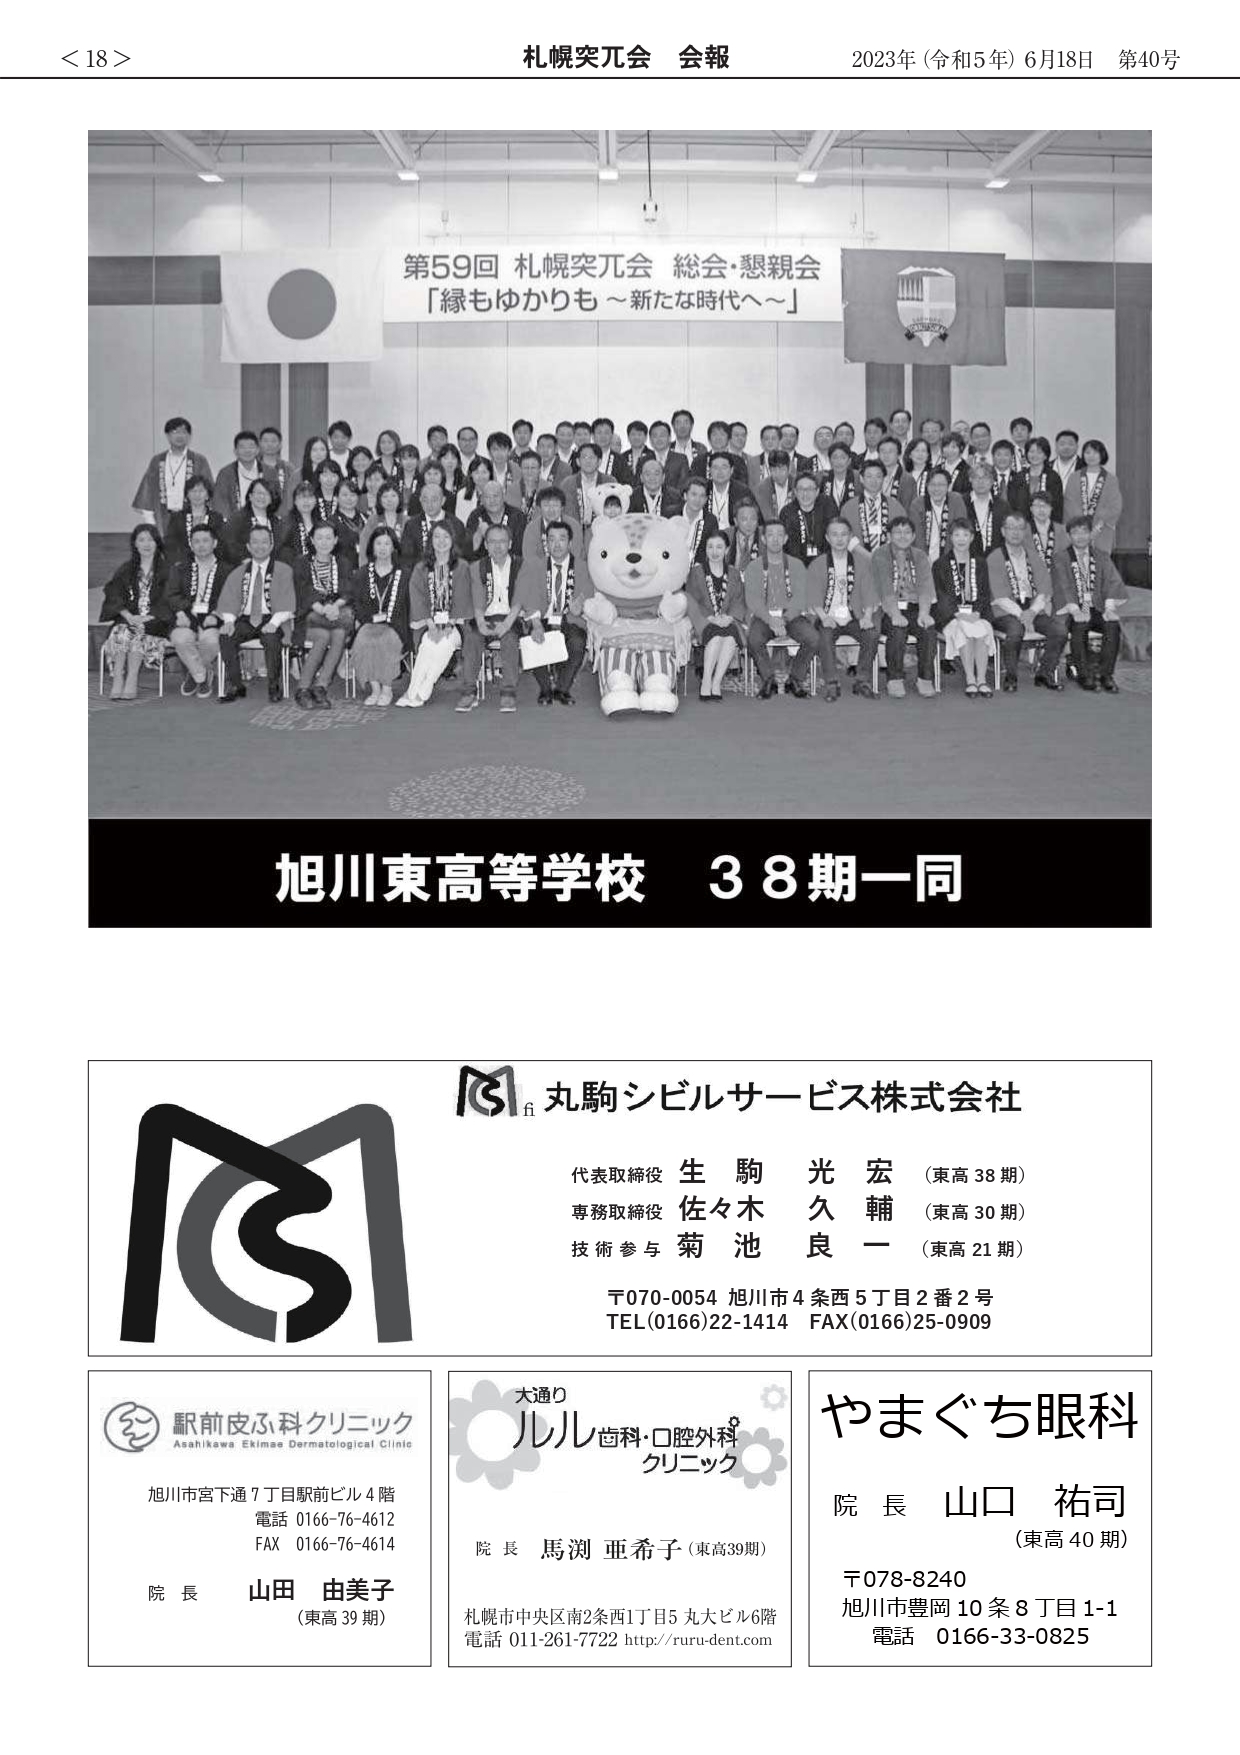 ＜18＞
札幌突兀会　会報
2023年（令和５年）６月18日　第40号
第59回 札幌突兀会 総会・懇親会
「縁もゆかりも ～新たな時代へ～」
旭川東高等学校　３８期一同
fi 丸駒シビルサービス株式会社
代表取締役 生駒 光宏 （東高 38 期）
専務取締役 佐々木 久輔 （東高 30 期）
技術参与 菊池 良一 （東高 21 期）
〒070-0054 旭川市４条西５丁目２番２号
TEL(0166)22-1414 FAX(0166)25-0909
駅前皮ふ科クリニック
Asahikawa Ekimae Dermatological Clinic
旭川市宮下通７丁目駅前ビル４階
電話 0166-76-4612
FAX 0166-76-4614
院長 山田 由美子
（東高 39 期）
大通り
ルル歯科・口腔外科
クリニック
院長 馬渕 亜希子（東高39期）
札幌市中央区南2条西1丁目5 丸大ビル6階
電話 011-261-7722 http://ruru-dent.com
やまぐち眼科
院長 山口 祐司
（東高 40 期）
〒078-8240
旭川市豊岡 10 条 8 丁目 1-1
電話 0166-33-0825